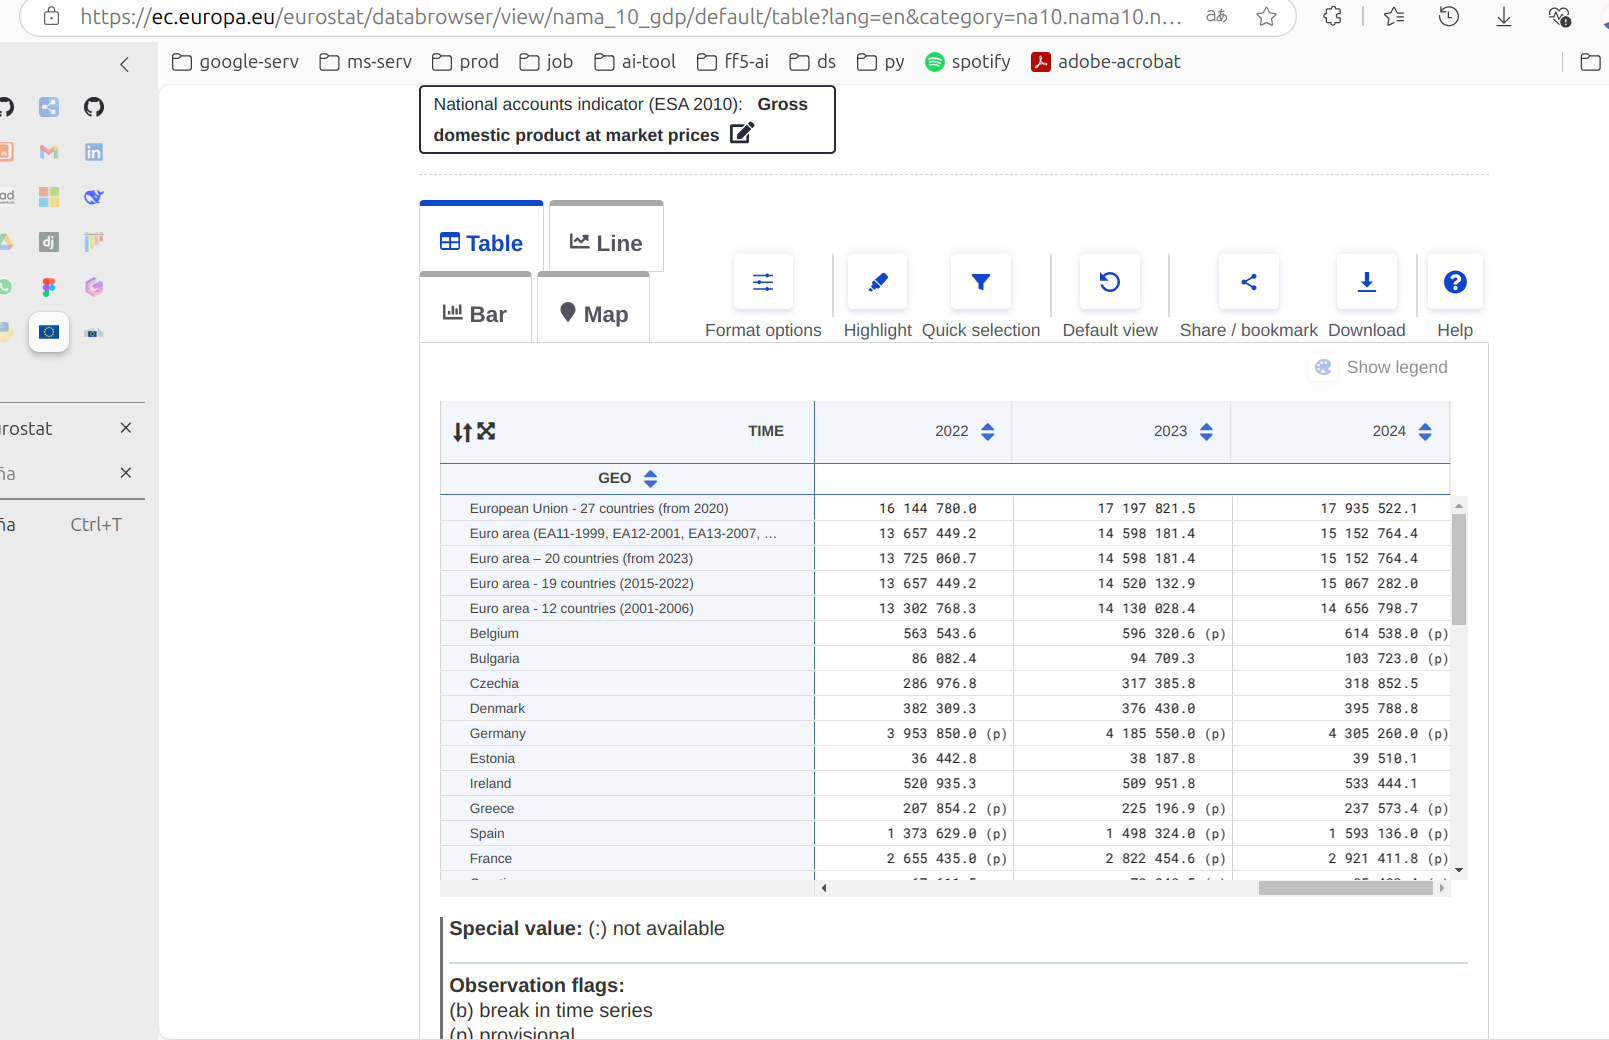 https://ec.europa.eu/eurostat/databrowser/view/nama_10_gdp/default/table?lang=en&category=na10.nama10.n...
google-serv ms-serv prod job ai-tool ff5-ai ds py spotify adobe-acrobat
National accounts indicator (ESA 2010): Gross
domestic product at market prices
Table Line
Bar Map
Format options Highlight Quick selection Default view Share / bookmark Download Help
Show legend
rostat
ña
ña Ctrl+T
TIME 2022 2023 2024
GEO
European Union - 27 countries (from 2020) 16 144 780.0 17 197 821.5 17 935 522.1
Euro area (EA11-1999, EA12-2001, EA13-2007, … 13 657 449.2 14 598 181.4 15 152 764.4
Euro area – 20 countries (from 2023) 13 725 060.7 14 598 181.4 15 152 764.4
Euro area - 19 countries (2015-2022) 13 657 449.2 14 520 132.9 15 067 282.0
Euro area - 12 countries (2001-2006) 13 302 768.3 14 130 028.4 14 656 798.7
Belgium 563 543.6 596 320.6 (p) 614 538.0 (p)
Bulgaria 86 082.4 94 709.3 103 723.0 (p)
Czechia 286 976.8 317 385.8 318 852.5
Denmark 382 309.3 376 430.0 395 788.8
Germany 3 953 850.0 (p) 4 185 550.0 (p) 4 305 260.0 (p)
Estonia 36 442.8 38 187.8 39 510.1
Ireland 520 935.3 509 951.8 533 444.1
Greece 207 854.2 (p) 225 196.9 (p) 237 573.4 (p)
Spain 1 373 629.0 (p) 1 498 324.0 (p) 1 593 136.0 (p)
France 2 655 435.0 (p) 2 822 454.6 (p) 2 921 411.8 (p)
Special value: (:) not available
Observation flags:
(b) break in time series
(p) provisional